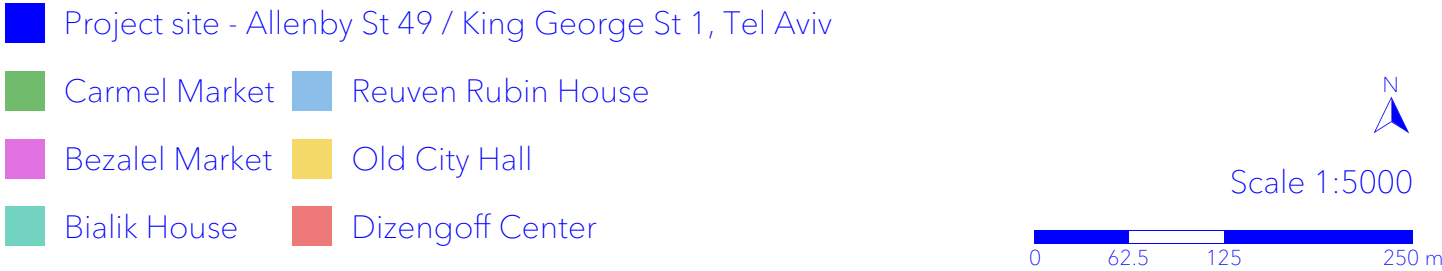 Project site - Allenby St 49 / King George St 1, Tel Aviv
Carmel Market Reuven Rubin House
Bezalel Market Old City Hall
Bialik House Dizengoff Center
N
Scale 1:5000
0 62.5 125 250 m